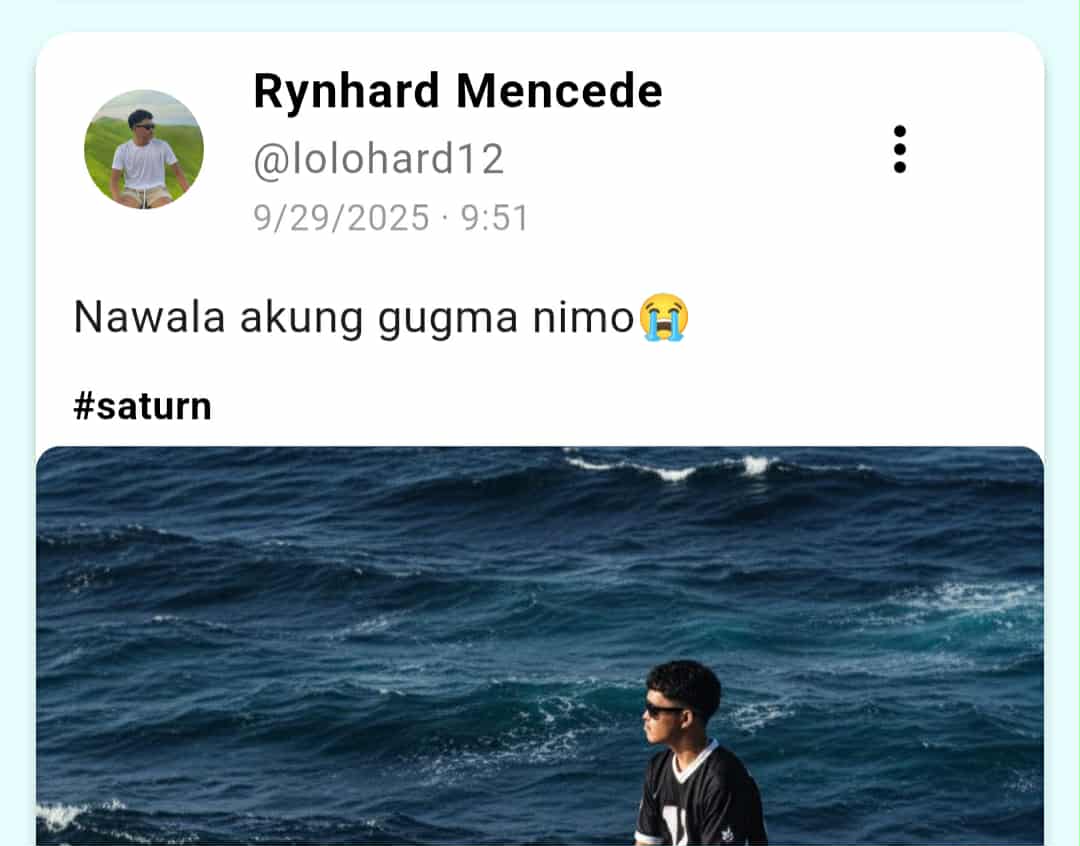 Rynhard Mencede
@lolohard12
9/29/2025 · 9:51
Nawala akung gugma nimo😭
#saturn